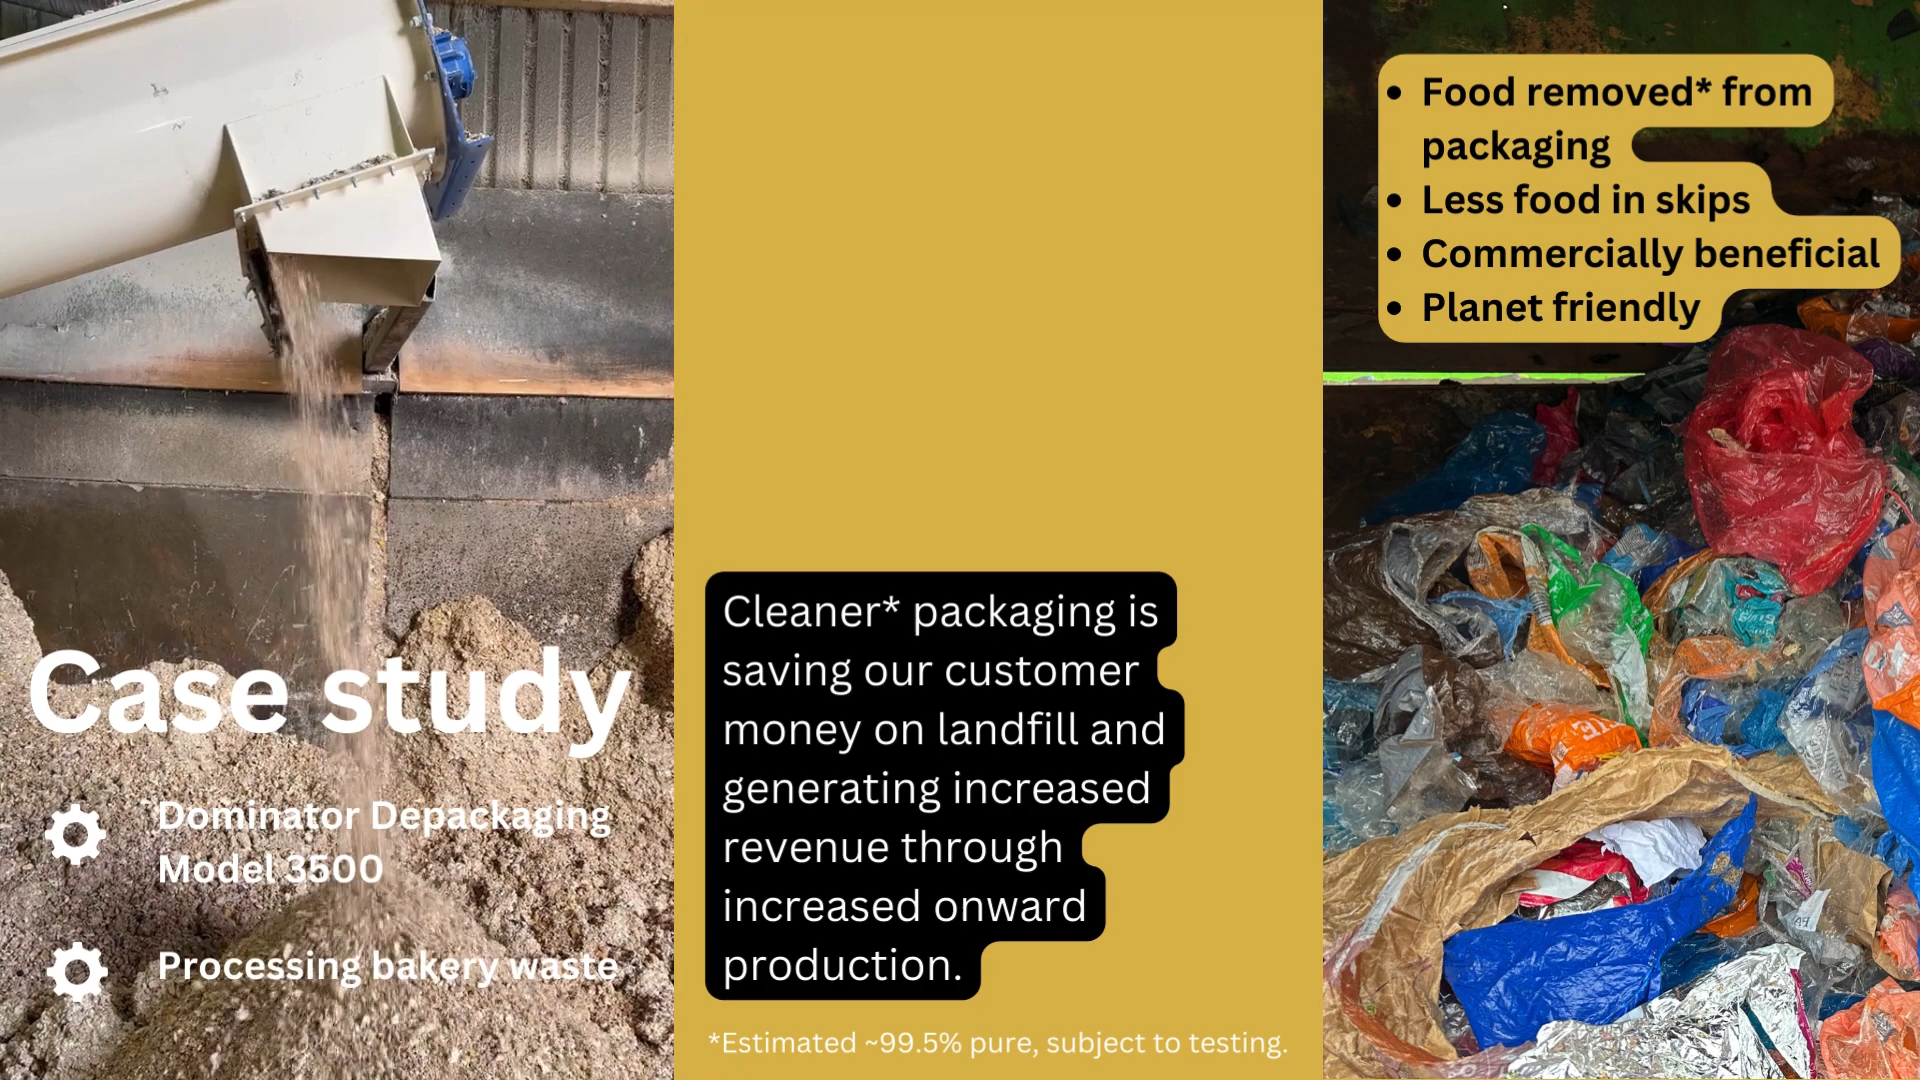 Case study
Dominator Depackaging
Model 3500
Processing bakery waste
Cleaner* packaging is
saving our customer
money on landfill and
generating increased
revenue through
increased onward
production.
*Estimated ~99.5% pure, subject to testing.
• Food removed* from
packaging
• Less food in skips
• Commercially beneficial
• Planet friendly